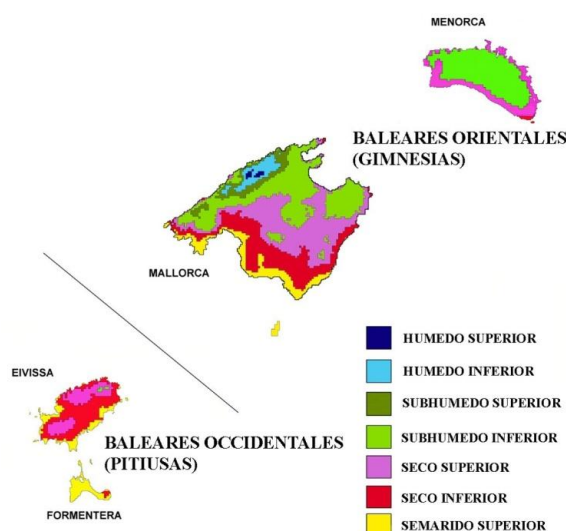 MENORCA
BALEARES ORIENTALES
(GIMNESIAS)
MALLORCA
EIVISSA
BALEARES OCCIDENTALES
(PITIUSAS)
FORMENTERA
HUMEDO SUPERIOR
HUMEDO INFERIOR
SUBHUMEDO SUPERIOR
SUBHUMEDO INFERIOR
SECO SUPERIOR
SECO INFERIOR
SEMARIDO SUPERIOR